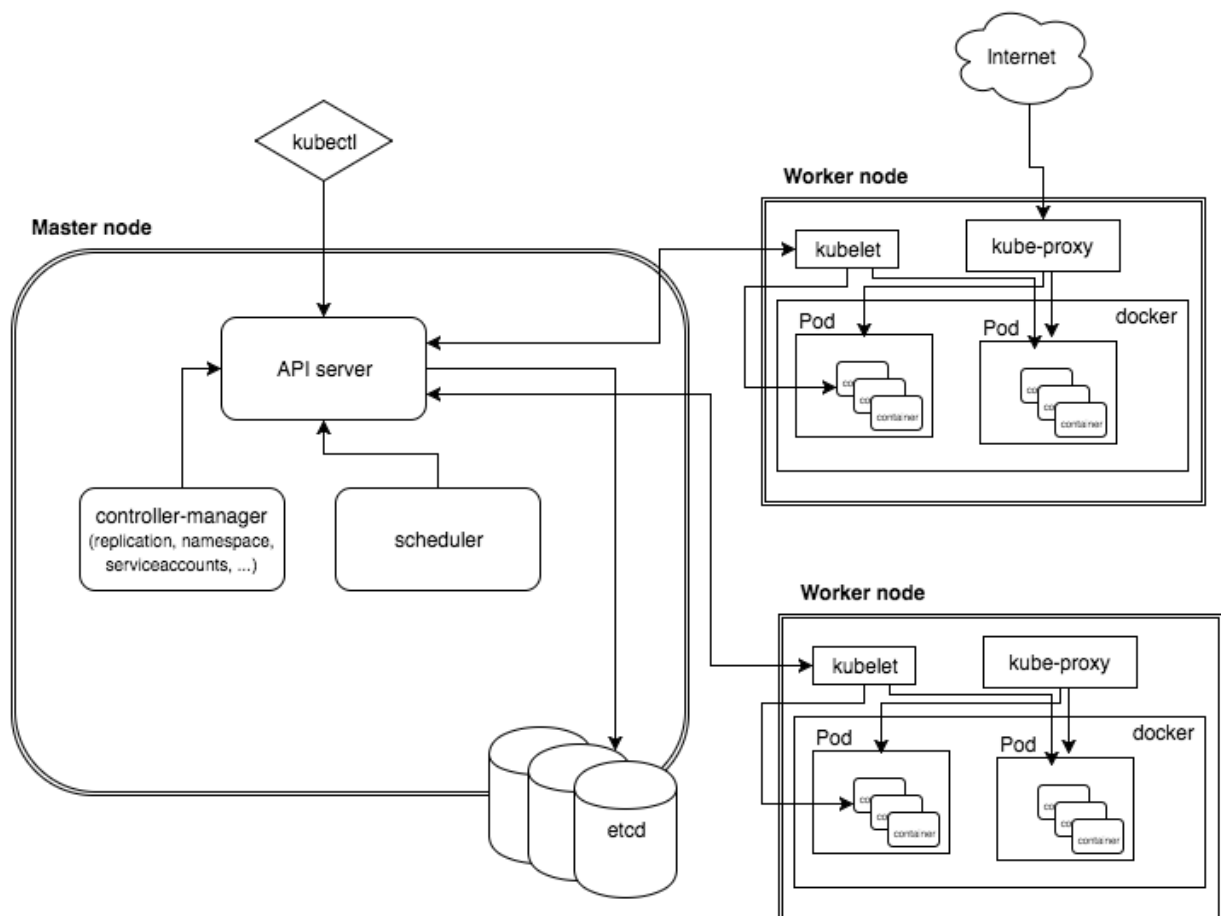 Internet
kubectl
Master node
API server
controller-manager
(replication, namespace,
serviceaccounts, ...)
scheduler
etcd
Worker node
kubelet
kube-proxy
docker
Pod
container
Pod
container
Worker node
kubelet
kube-proxy
docker
Pod
container
Pod
container